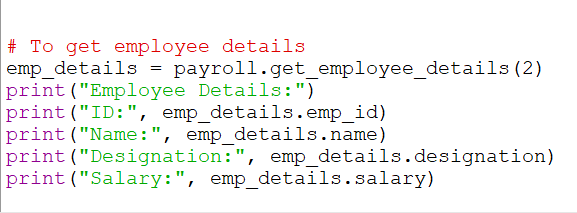 # To get employee details
emp_details = payroll.get_employee_details(2)
print("Employee Details:")
print("ID:", emp_details.emp_id)
print("Name:", emp_details.name)
print("Designation:", emp_details.designation)
print("Salary:", emp_details.salary)